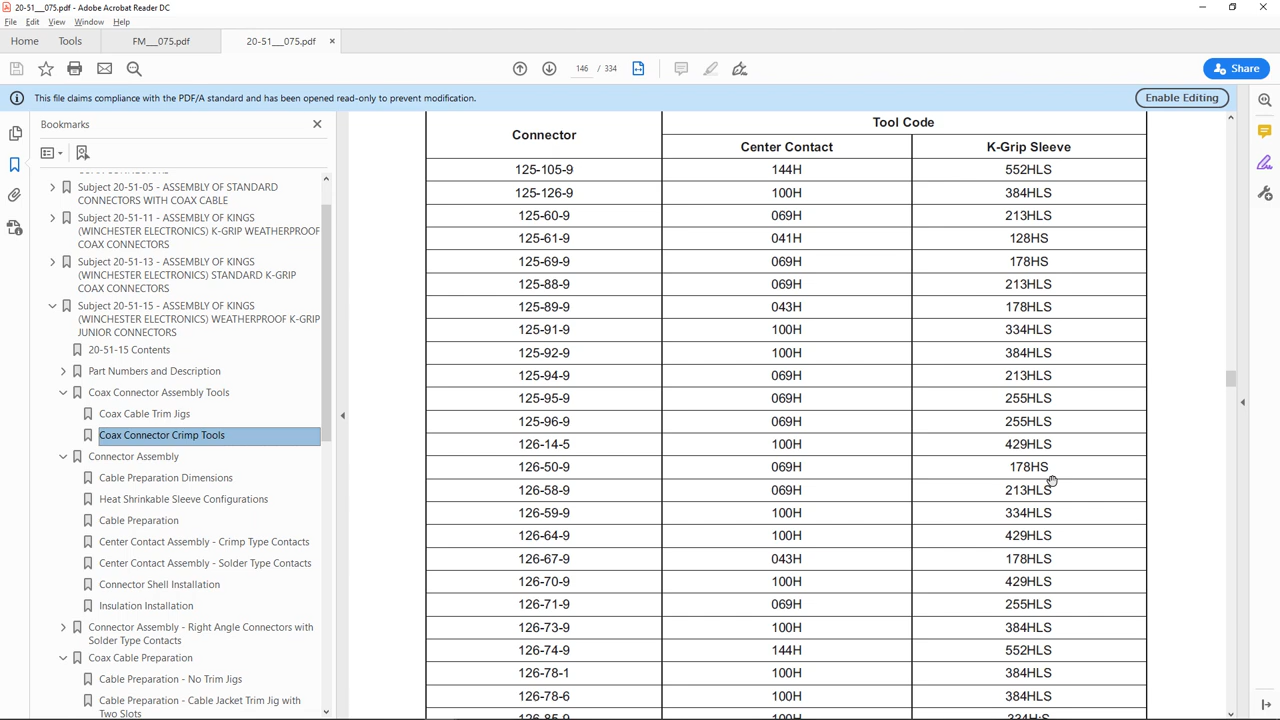 20-51__075.pdf - Adobe Acrobat Reader DC
File Edit View Window Help
Home Tools FM__075.pdf 20-51__075.pdf ×
146 / 334 Share
This file claims compliance with the PDF/A standard and has been opened read-only to prevent modification. Enable Editing
Bookmarks
Subject 20-51-05 - ASSEMBLY OF STANDARD
CONNECTORS WITH COAX CABLE
Subject 20-51-11 - ASSEMBLY OF KINGS
(WINCHESTER ELECTRONICS) K-GRIP WEATHERPROOF
COAX CONNECTORS
Subject 20-51-13 - ASSEMBLY OF KINGS
(WINCHESTER ELECTRONICS) STANDARD K-GRIP
COAX CONNECTORS
Subject 20-51-15 - ASSEMBLY OF KINGS
(WINCHESTER ELECTRONICS) WEATHERPROOF K-GRIP
JUNIOR CONNECTORS
20-51-15 Contents
Part Numbers and Description
Coax Connector Assembly Tools
Coax Cable Trim Jigs
Coax Connector Crimp Tools
Connector Assembly
Cable Preparation Dimensions
Heat Shrinkable Sleeve Configurations
Cable Preparation
Center Contact Assembly - Crimp Type Contacts
Center Contact Assembly - Solder Type Contacts
Connector Shell Installation
Insulation Installation
Connector Assembly - Right Angle Connectors with
Solder Type Contacts
Coax Cable Preparation
Cable Preparation - No Trim Jigs
Cable Preparation - Cable Jacket Trim Jig with
Two Slots
Connector Tool Code
Center Contact K-Grip Sleeve
125-105-9 144H 552HLS
125-126-9 100H 384HLS
125-60-9 069H 213HLS
125-61-9 041H 128HS
125-69-9 069H 178HS
125-88-9 069H 213HLS
125-89-9 043H 178HLS
125-91-9 100H 334HLS
125-92-9 100H 384HLS
125-94-9 069H 213HLS
125-95-9 069H 255HLS
125-96-9 069H 255HLS
126-14-5 100H 429HLS
126-50-9 069H 178HS
126-58-9 069H 213HLS
126-59-9 100H 334HLS
126-64-9 100H 429HLS
126-67-9 043H 178HLS
126-70-9 100H 429HLS
126-71-9 069H 255HLS
126-73-9 100H 384HLS
126-74-9 144H 552HLS
126-78-1 100H 384HLS
126-78-6 100H 384HLS